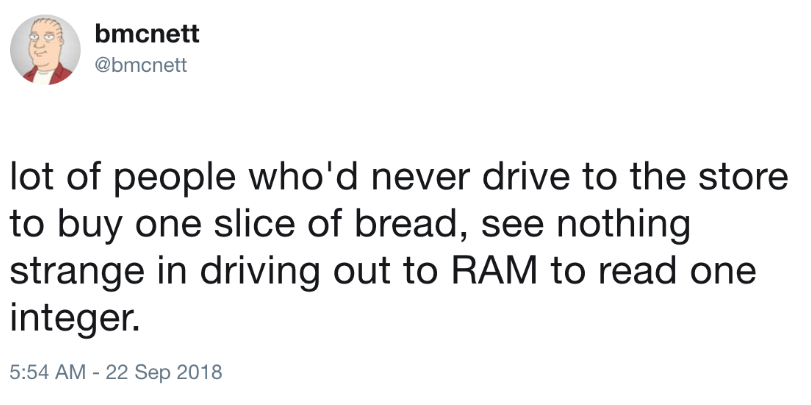 bmcnett
@bmcnett
lot of people who'd never drive to the store
to buy one slice of bread, see nothing
strange in driving out to RAM to read one
integer.
5:54 AM - 22 Sep 2018